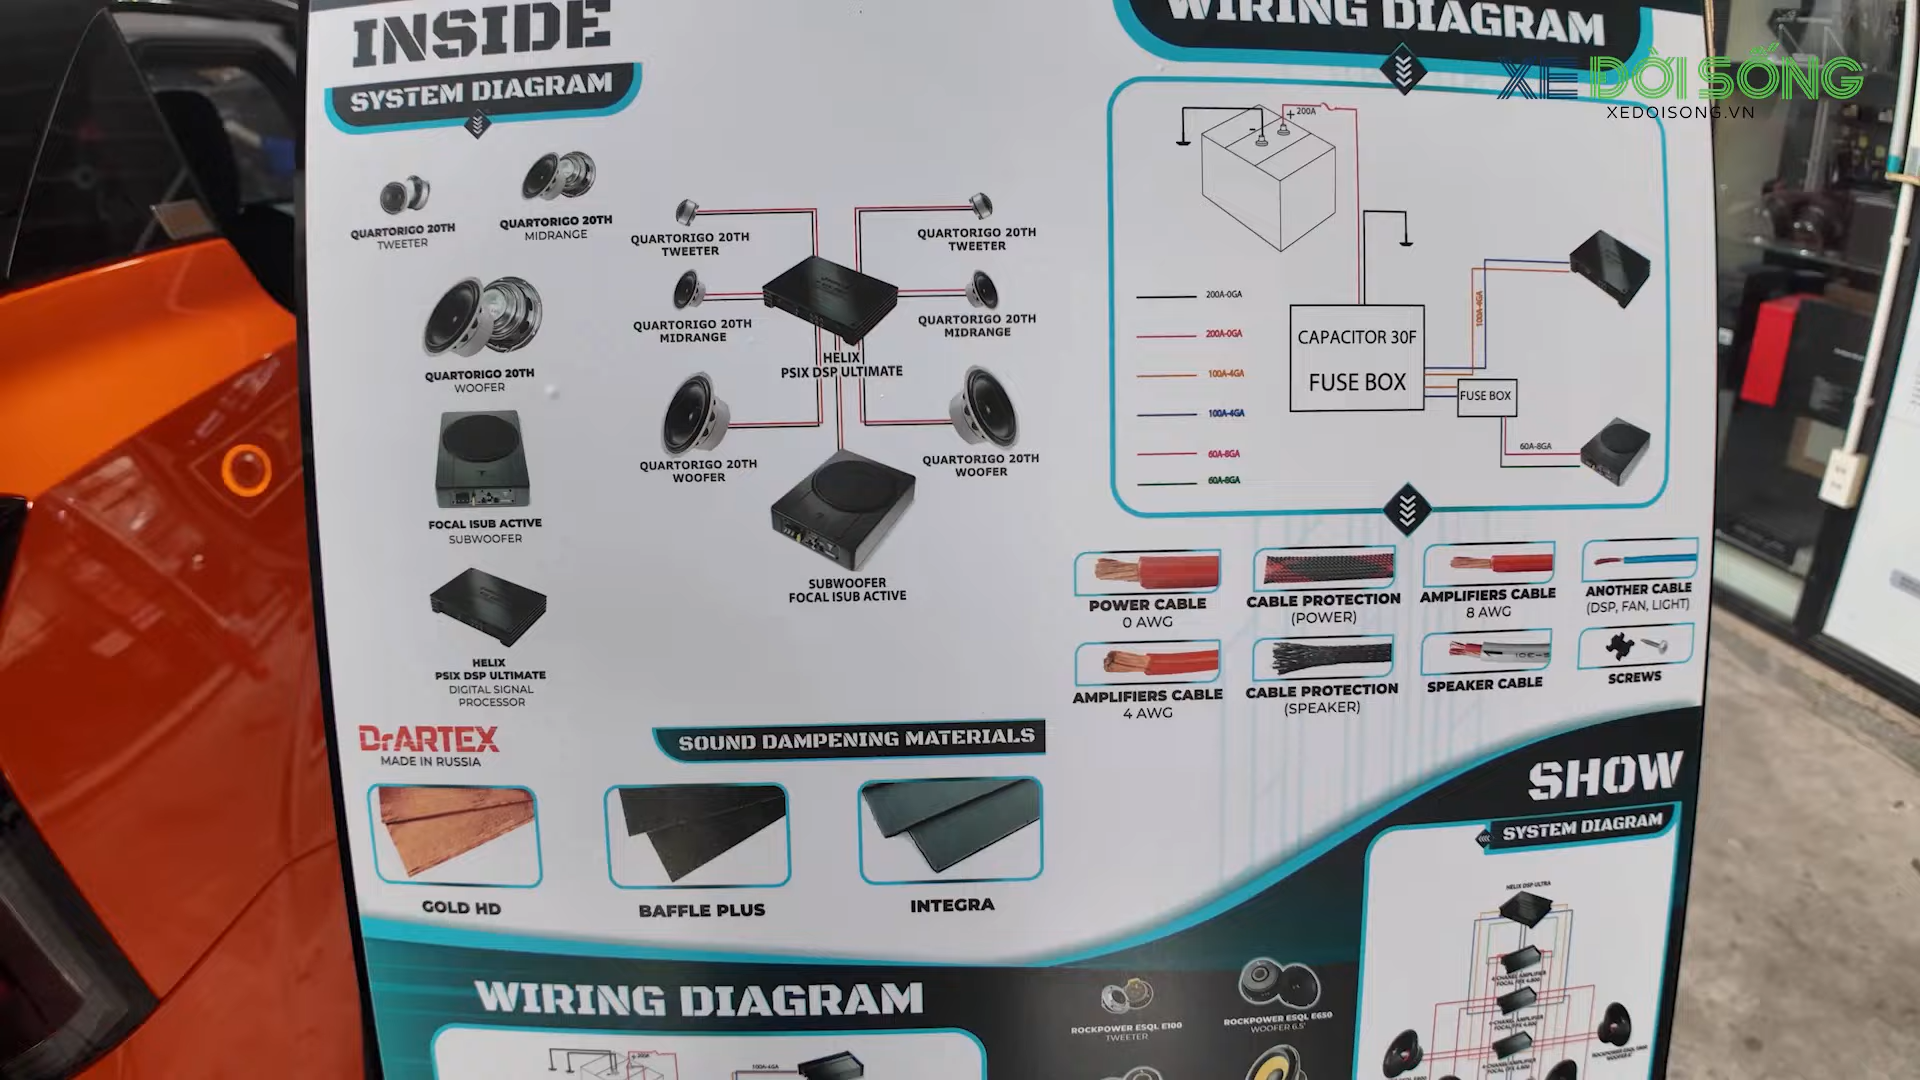 INSIDE
SYSTEM DIAGRAM
QUARTORIGO 20TH
TWEETER
QUARTORIGO 20TH
MIDRANGE
QUARTORIGO 20TH
WOOFER
FOCAL ISUB ACTIVE
SUBWOOFER
HELIX
PSIX DSP ULTIMATE
DIGITAL SIGNAL
PROCESSOR
QUARTORIGO 20TH
TWEETER
QUARTORIGO 20TH
TWEETER
QUARTORIGO 20TH
MIDRANGE
QUARTORIGO 20TH
MIDRANGE
HELIX
PSIX DSP ULTIMATE
QUARTORIGO 20TH
WOOFER
QUARTORIGO 20TH
WOOFER
SUBWOOFER
FOCAL ISUB ACTIVE
WIRING DIAGRAM
XE ĐỜI SỐNG
XEDOISONG.VN
- + 200A
200A-0GA
200A-0GA
100A-4GA
100A-4GA
60A-8GA
60A-8GA
CAPACITOR 30F
FUSE BOX
100A-4GA
FUSE BOX
60A-8GA
POWER CABLE
0 AWG
CABLE PROTECTION
(POWER)
AMPLIFIERS CABLE
8 AWG
ANOTHER CABLE
(DSP, FAN, LIGHT)
AMPLIFIERS CABLE
4 AWG
CABLE PROTECTION
(SPEAKER)
SPEAKER CABLE
SCREWS
DrARTEX
MADE IN RUSSIA
SOUND DAMPENING MATERIALS
GOLD HD
BAFFLE PLUS
INTEGRA
SHOW
SYSTEM DIAGRAM
HELIX DSP ULTRA
WIRING DIAGRAM
200A
100A-4GA
ROCKPOWER ESQL E100
TWEETER
ROCKPOWER ESQL E650
WOOFER 6.5'